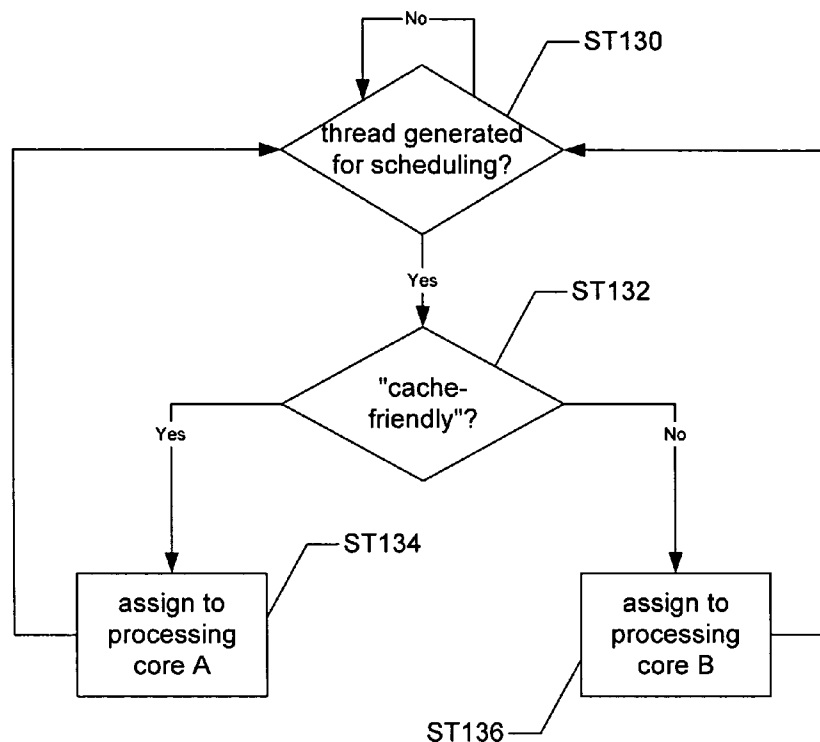 No
ST130
thread generated
for scheduling?
Yes
ST132
"cache-
friendly"?
Yes
No
ST134
assign to
processing
core A
assign to
processing
core B
ST136